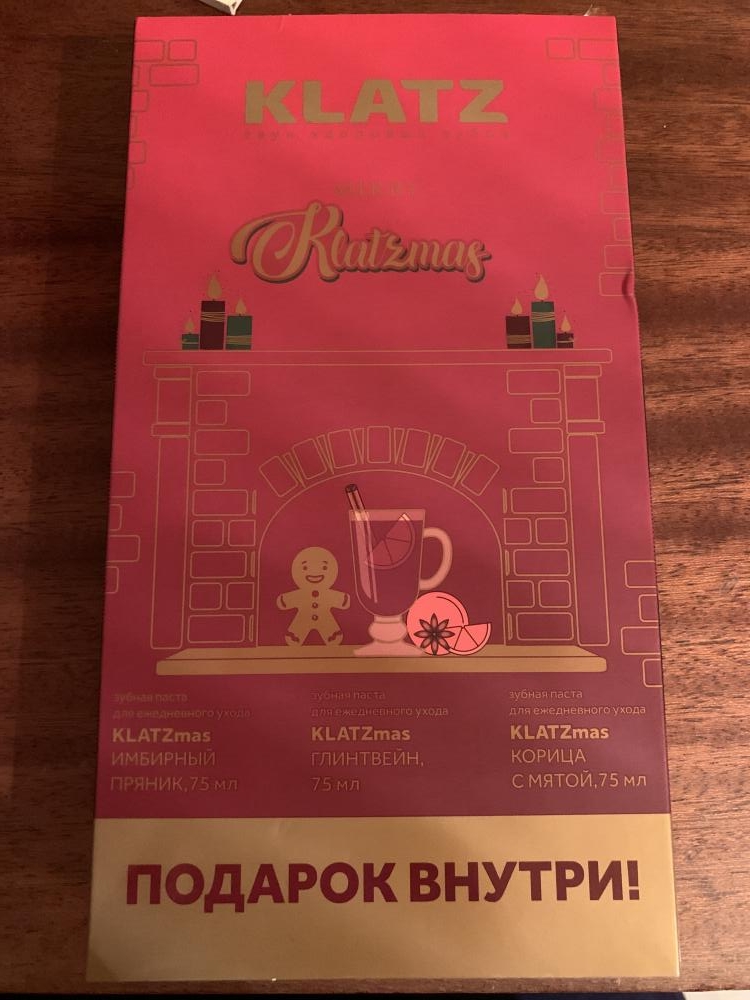 KLATZ
Klatzmas
зубная паста
для ежедневного ухода
KLATZmas
ИМБИРНЫЙ
ПРЯНИК, 75 мл
зубная паста
для ежедневного ухода
KLATZmas
ГЛИНТВЕЙН,
75 мл
зубная паста
для ежедневного ухода
KLATZmas
КОРИЦА
С МЯТОЙ, 75 мл
ПОДАРОК ВНУТРИ!